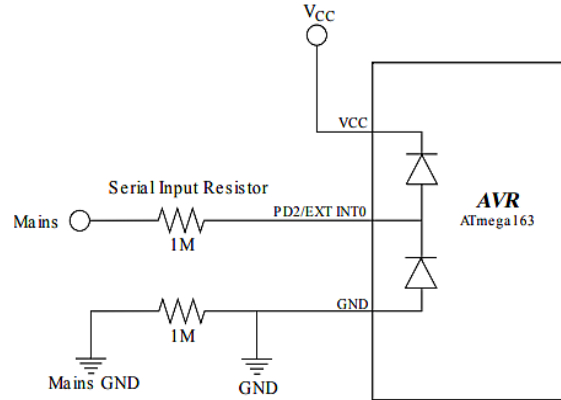 VCC
VCC
Serial Input Resistor
AVR
ATmega163
Mains
PD2/EXT INT0
1M
GND
1M
Mains GND
GND